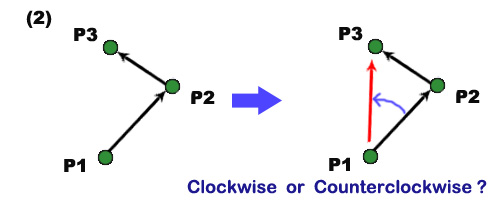 (2)
P3
P2
P1
P3
P2
P1
Clockwise or Counterclockwise ?